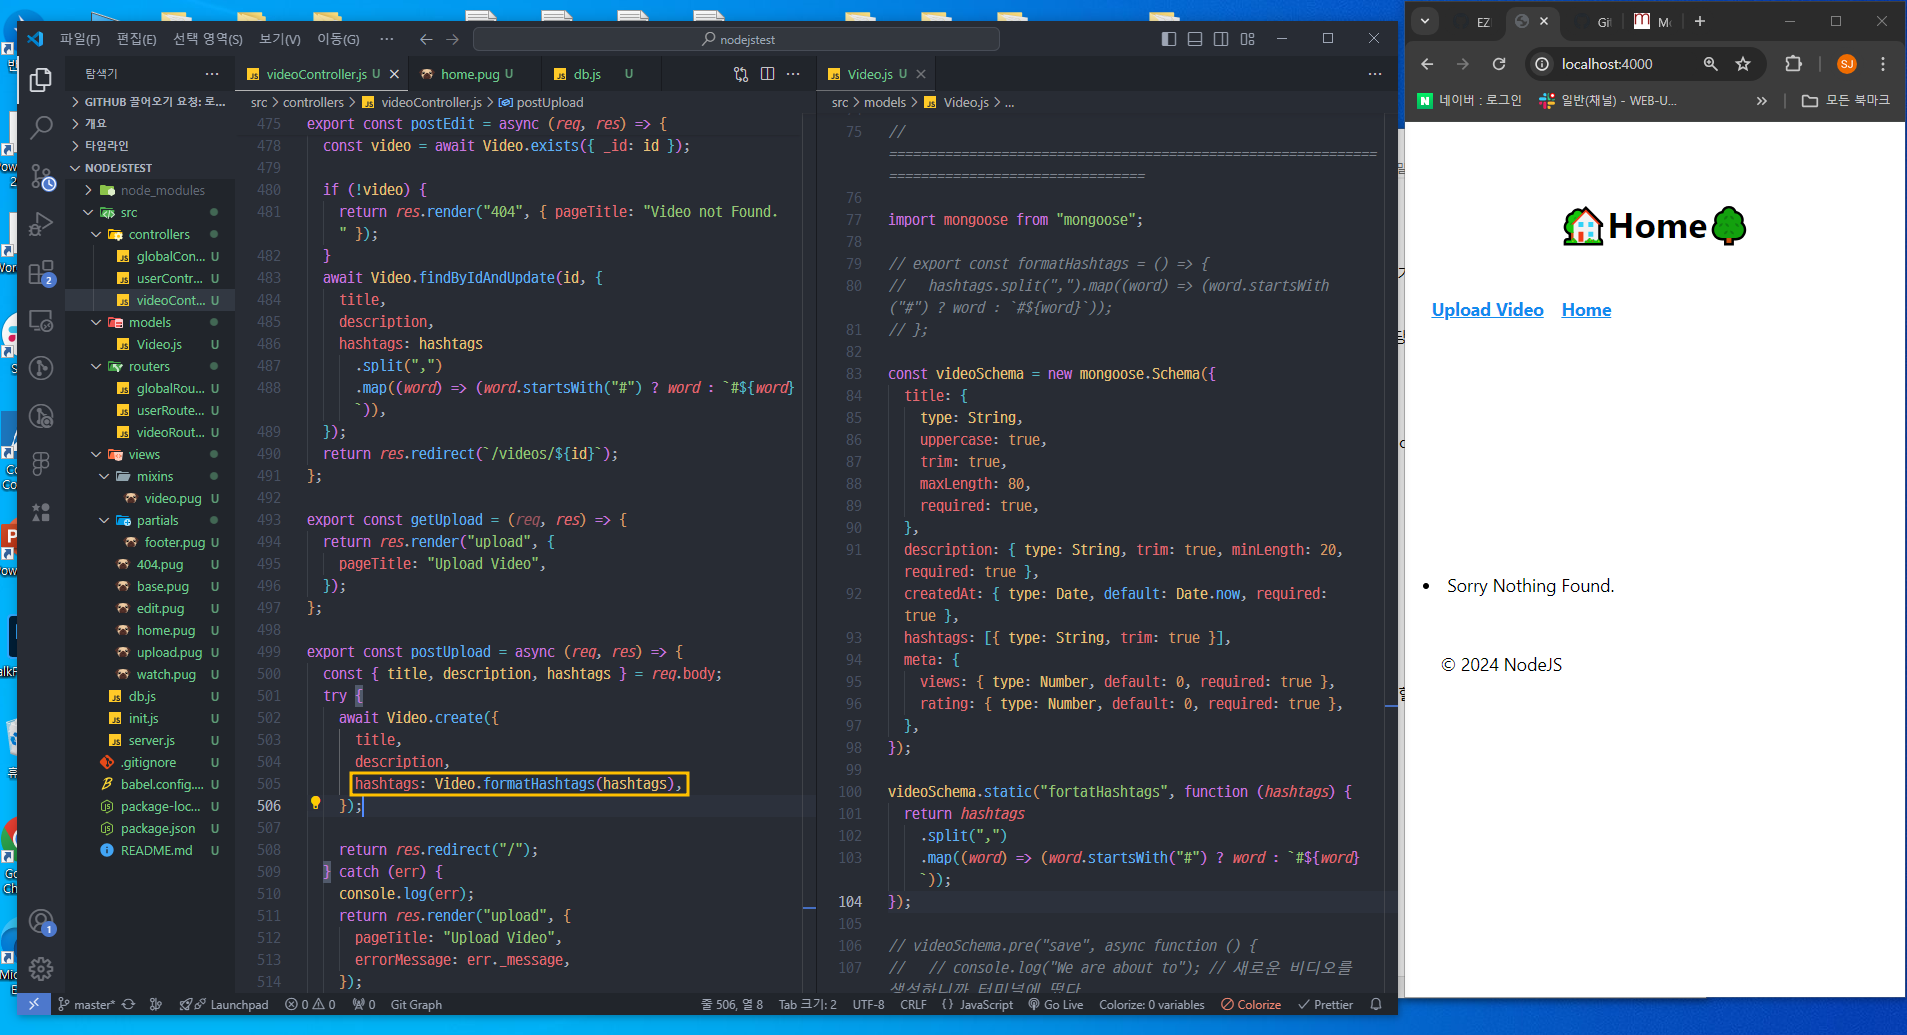 파일(F) 편집(E) 선택 영역(S) 보기(V) 이동(G) ··· nodejstest
탐색기 ···
GITHUB 끌어오기 요청: 로...
개요
타임라인
NODEJSTEST
node_modules
src
controllers
globalCon... U
userContr... U
videoCont... U
models
Video.js U
routers
globalRou... U
userRoute... U
videoRout... U
views
mixins
video.pug U
partials
footer.pug U
404.pug U
base.pug U
edit.pug U
home.pug U
upload.pug U
watch.pug U
db.js U
init.js U
server.js U
.gitignore U
babel.config.... U
package-loc... U
package.json U
README.md U
videoController.js U home.pug U db.js U
src > controllers > videoController.js > postUpload
475 export const postEdit = async (req, res) => {
478 const video = await Video.exists({ _id: id });
479
480 if (!video) {
481 return res.render("404", { pageTitle: "Video not Found.
" });
482 }
483 await Video.findByIdAndUpdate(id, {
484 title,
485 description,
486 hashtags: hashtags
487 .split(",")
488 .map((word) => (word.startsWith("#") ? word : `#${word}
`)),
489 });
490 return res.redirect(`/videos/${id}`);
491 };
492
493 export const getUpload = (req, res) => {
494 return res.render("upload", {
495 pageTitle: "Upload Video",
496 });
497 };
498
499 export const postUpload = async (req, res) => {
500 const { title, description, hashtags } = req.body;
501 try {
502 await Video.create({
503 title,
504 description,
505 hashtags: Video.formatHashtags(hashtags),
506 });
507
508 return res.redirect("/");
509 } catch (err) {
510 console.log(err);
511 return res.render("upload", {
512 pageTitle: "Upload Video",
513 errorMessage: err._message,
514 });
Video.js U
src > models > Video.js > ...
75 //
=============================================================
================================
76
77 import mongoose from "mongoose";
78
79 // export const formatHashtags = () => {
80 // hashtags.split(",").map((word) => (word.startsWith
("#") ? word : `#${word}`));
81 // };
82
83 const videoSchema = new mongoose.Schema({
84 title: {
85 type: String,
86 uppercase: true,
87 trim: true,
88 maxLength: 80,
89 required: true,
90 },
91 description: { type: String, trim: true, minLength: 20,
required: true },
92 createdAt: { type: Date, default: Date.now, required:
true },
93 hashtags: [{ type: String, trim: true }],
94 meta: {
95 views: { type: Number, default: 0, required: true },
96 rating: { type: Number, default: 0, required: true },
97 },
98 });
99
100 videoSchema.static("fortatHashtags", function (hashtags) {
101 return hashtags
102 .split(",")
103 .map((word) => (word.startsWith("#") ? word : `#${word}
`));
104 });
105
106 // videoSchema.pre("save", async function () {
107 // // console.log("We are about to"); // 새로운 비디오를
생성하니까 터미널에 떴다
master* Launchpad 0 0 0 Git Graph 줄 506, 열 8 Tab 크기: 2 UTF-8 CRLF {} JavaScript Go Live Colorize: 0 variables Colorize Prettier
EZ Git M
localhost:4000 SJ
네이버 : 로그인 일반(채널) - WEB-U... » 모든 북마크
Home
Upload Video Home
• Sorry Nothing Found.
© 2024 NodeJS